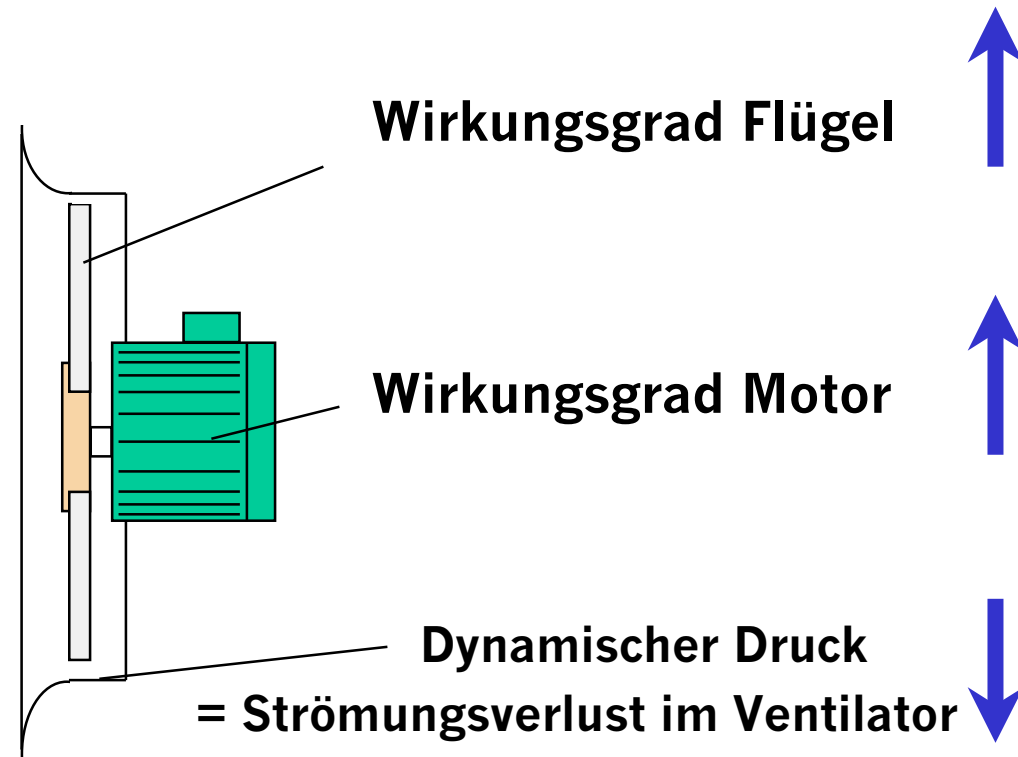 Wirkungsgrad Flügel
Wirkungsgrad Motor
Dynamischer Druck
= Strömungsverlust im Ventilator